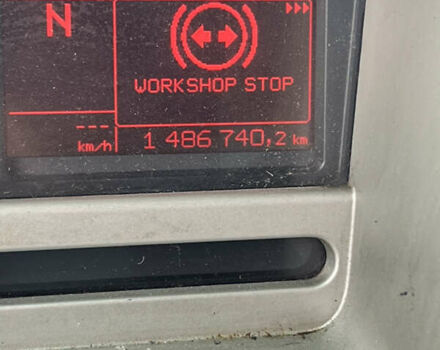 N
WORKSHOP STOP
---
km/h
1 486 740,2 km